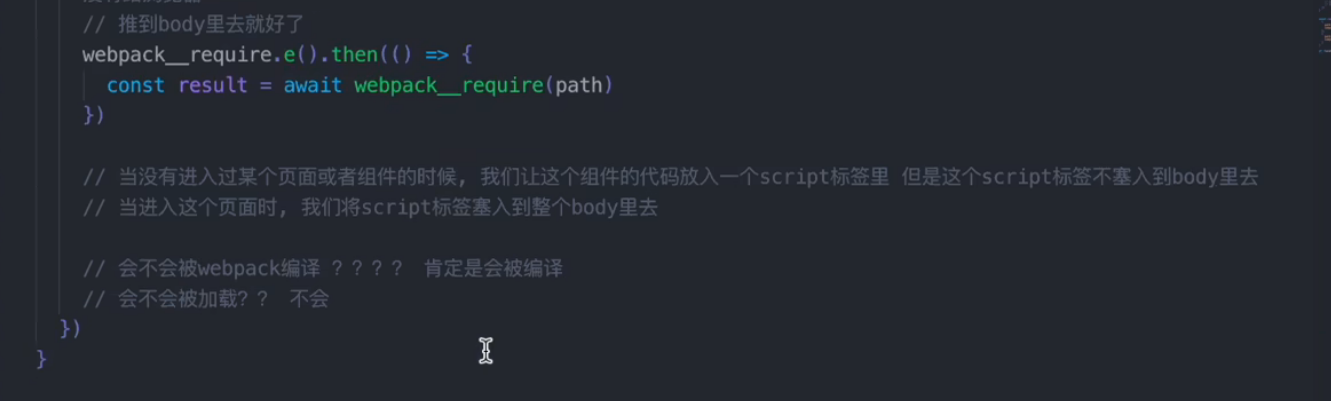 // 推到body里去就好了
webpack__require.e().then(() => {
const result = await webpack__require(path)
})
// 当没有进入过某个页面或者组件的时候, 我们让这个组件的代码放入一个script标签里 但是这个script标签不塞入到body里去
// 当进入这个页面时, 我们将script标签塞入到整个body里去
// 会不会被webpack编译 ？？？？ 肯定是会被编译
// 会不会被加载？？ 不会
})
}